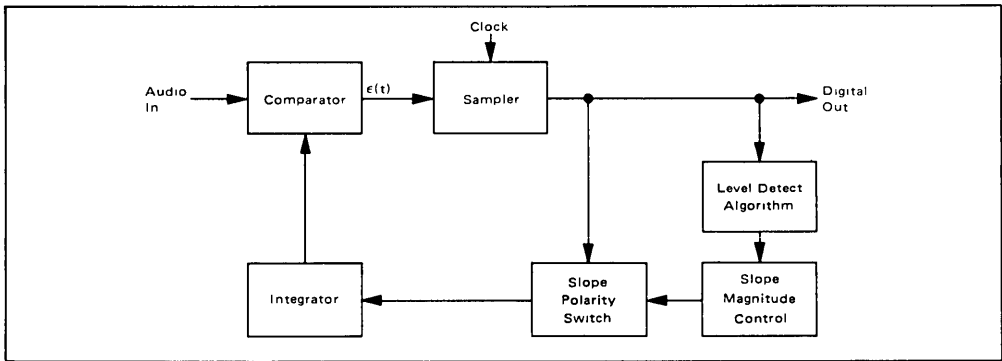 Clock
Audio
In
Comparator
ϵ(t)
Sampler
Digital
Out
Level Detect
Algorithm
Integrator
Slope
Polarity
Switch
Slope
Magnitude
Control